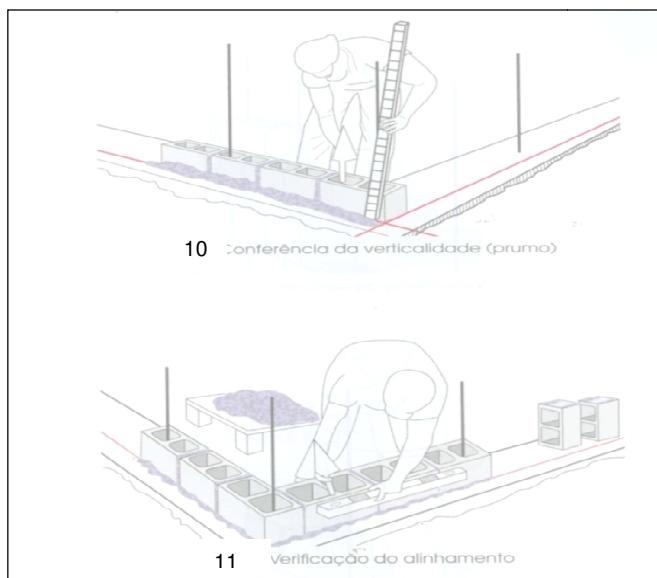 10 Conferência da verticalidade (prumo)
11 Verificação do alinhamento